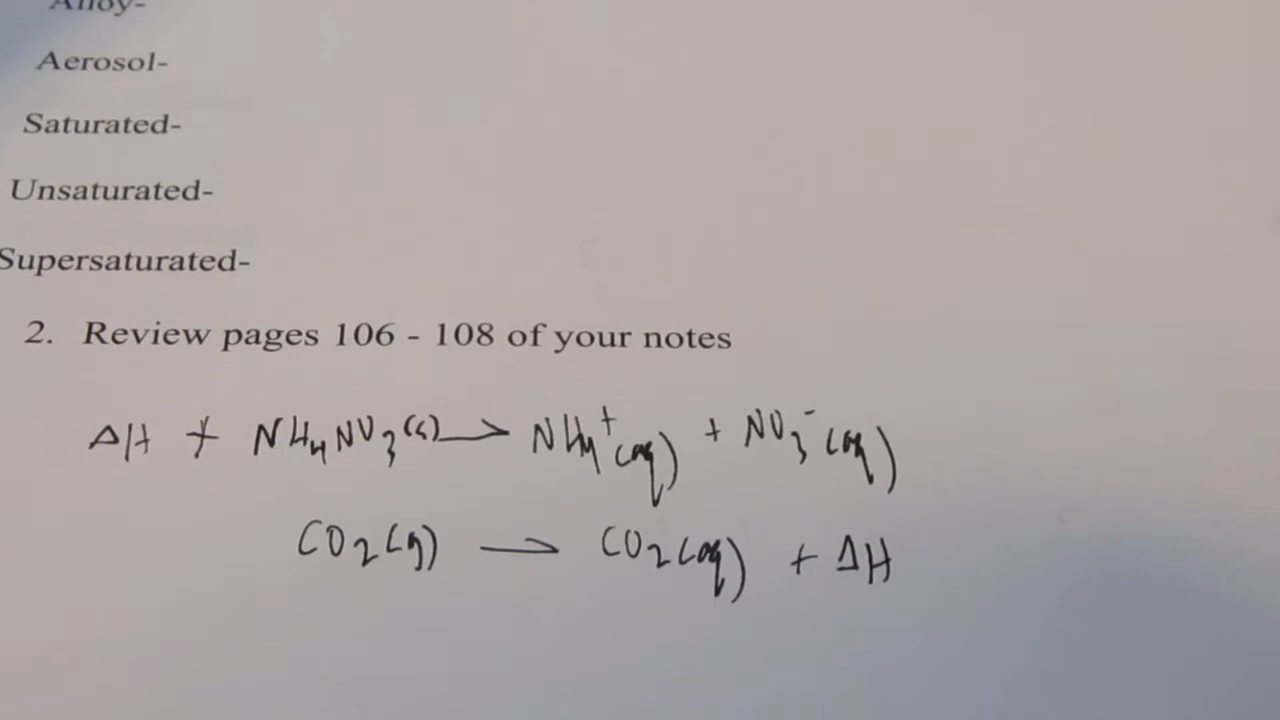 Alloy-
Aerosol-
Saturated-
Unsaturated-
Supersaturated-
2. Review pages 106 - 108 of your notes
ΔH + NH₄NO₃(s) → NH₄⁺(aq) + NO₃⁻(aq)
CO₂(g) → CO₂(aq) + ΔH